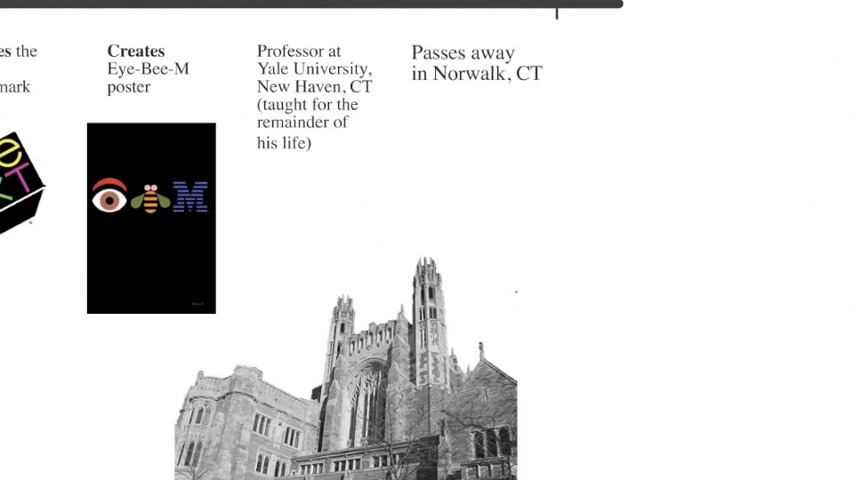 es the
mark
Creates
Eye-Bee-M
poster
Professor at
Yale University,
New Haven, CT
(taught for the
remainder of
his life)
Passes away
in Norwalk, CT
e
T
M